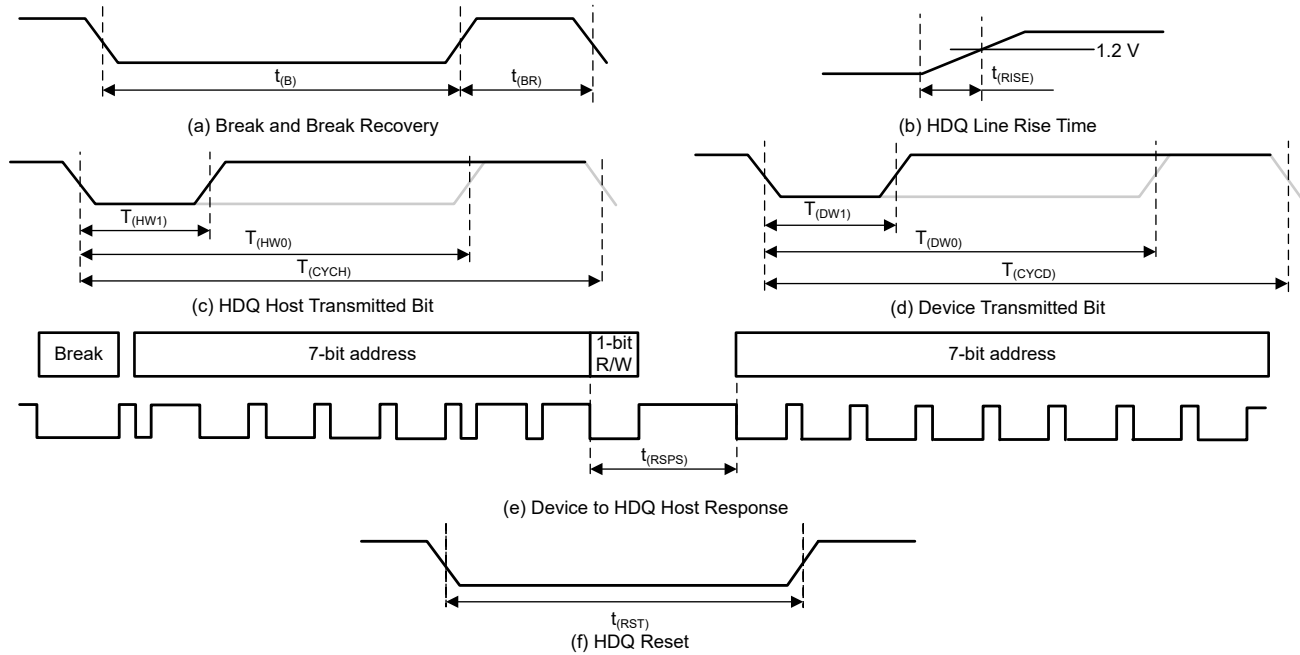 1.2 V
t(B)
t(BR)
t(RISE)
(a) Break and Break Recovery
(b) HDQ Line Rise Time
T(HW1)
T(HW0)
T(CYCH)
(c) HDQ Host Transmitted Bit
T(DW1)
T(DW0)
T(CYCD)
(d) Device Transmitted Bit
Break
7-bit address
1-bit
R/W
7-bit address
t(RSPS)
(e) Device to HDQ Host Response
t(RST)
(f) HDQ Reset